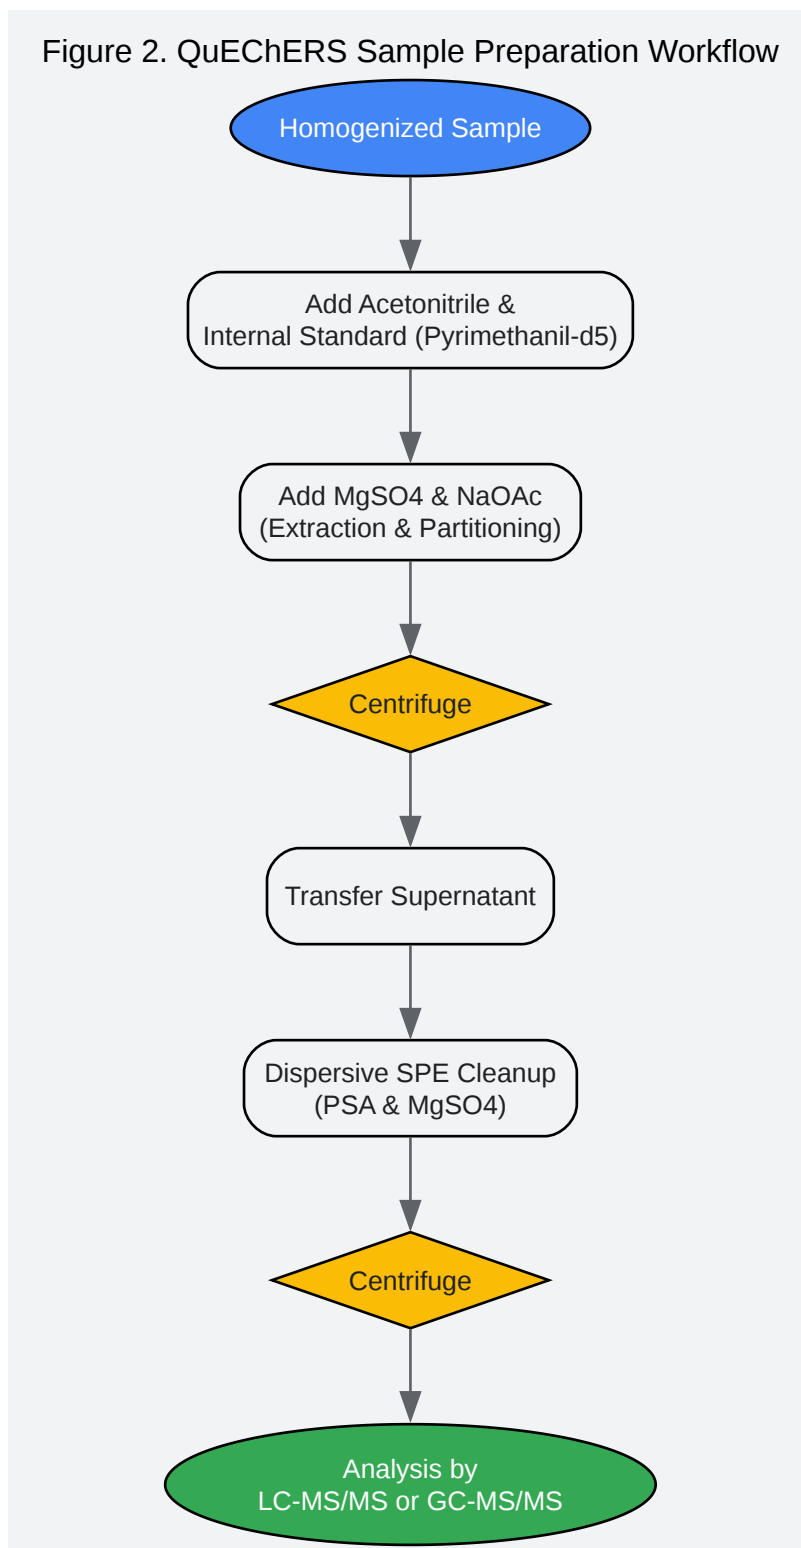 Figure 2. QuEChERS Sample Preparation Workflow
Homogenized Sample
Add Acetonitrile &
Internal Standard (Pyrimethanil-d5)
Add MgSO4 & NaOAc
(Extraction & Partitioning)
Centrifuge
Transfer Supernatant
Dispersive SPE Cleanup
(PSA & MgSO4)
Centrifuge
Analysis by
LC-MS/MS or GC-MS/MS